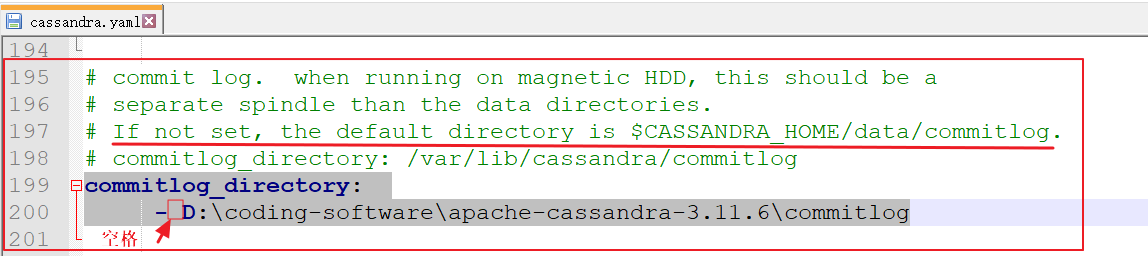 cassandra.yaml
194
195 # commit log.  when running on magnetic HDD, this should be a
196 # separate spindle than the data directories.
197 # If not set, the default directory is $CASSANDRA_HOME/data/commitlog.
198 # commitlog_directory: /var/lib/cassandra/commitlog
199 commitlog_directory:
200 - D:\coding-software\apache-cassandra-3.11.6\commitlog
201 空格